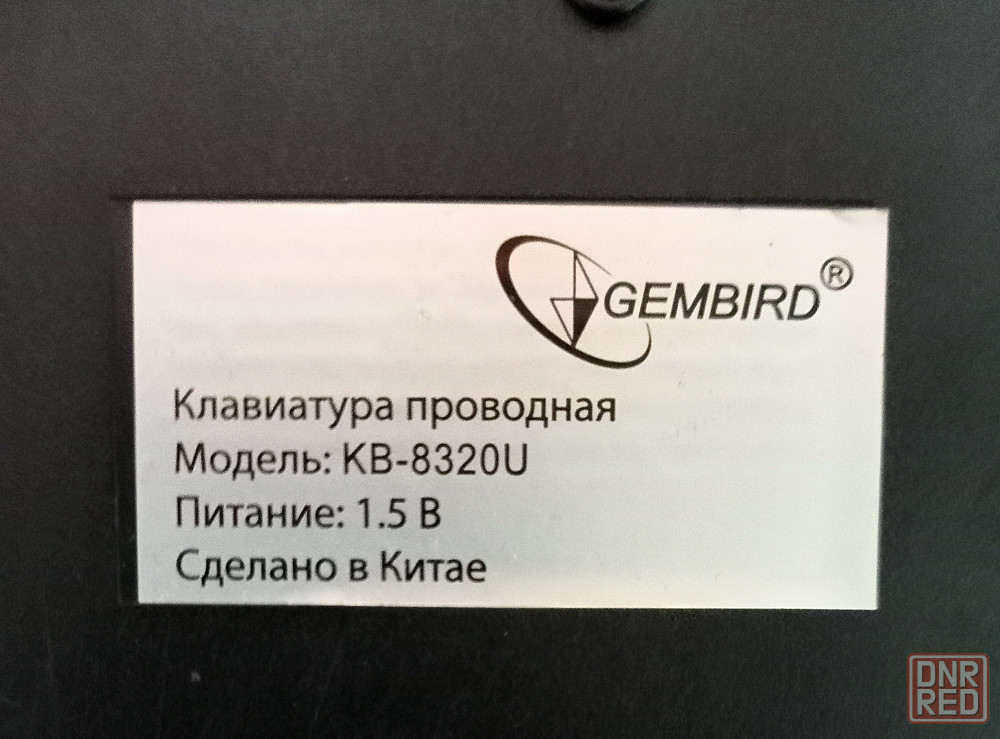 GEMBIRD®
Клавиатура проводная
Модель: KB-8320U
Питание: 1.5 В
Сделано в Китае
DNR
RED